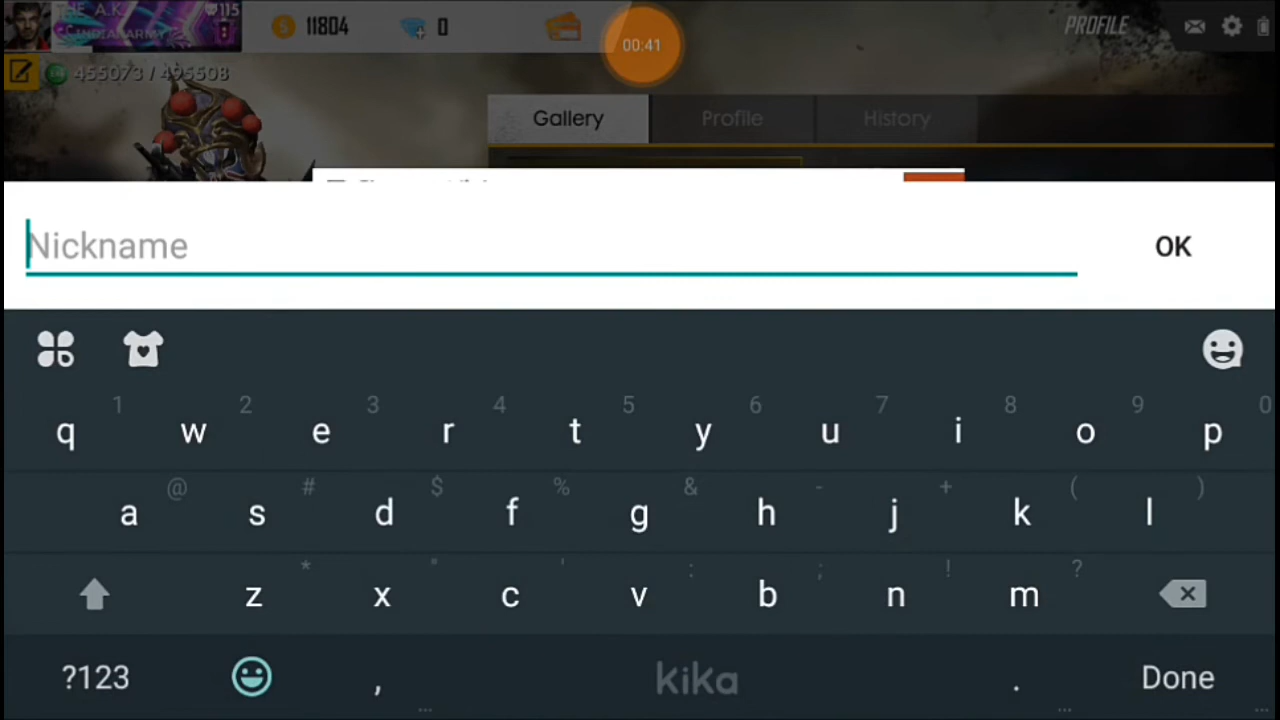 THE A.K 115 11804 0 00:41 PROFILE
INDIANARMY
455073 / 495508
Gallery Profile History
Nickname OK
1 2 3 4 5 6 7 8 9 0
q w e r t y u i o p
@ # $ % & - + ( )
a s d f g h j k l
* " ' : ; ! ?
z x c v b n m
?123 , kika . Done